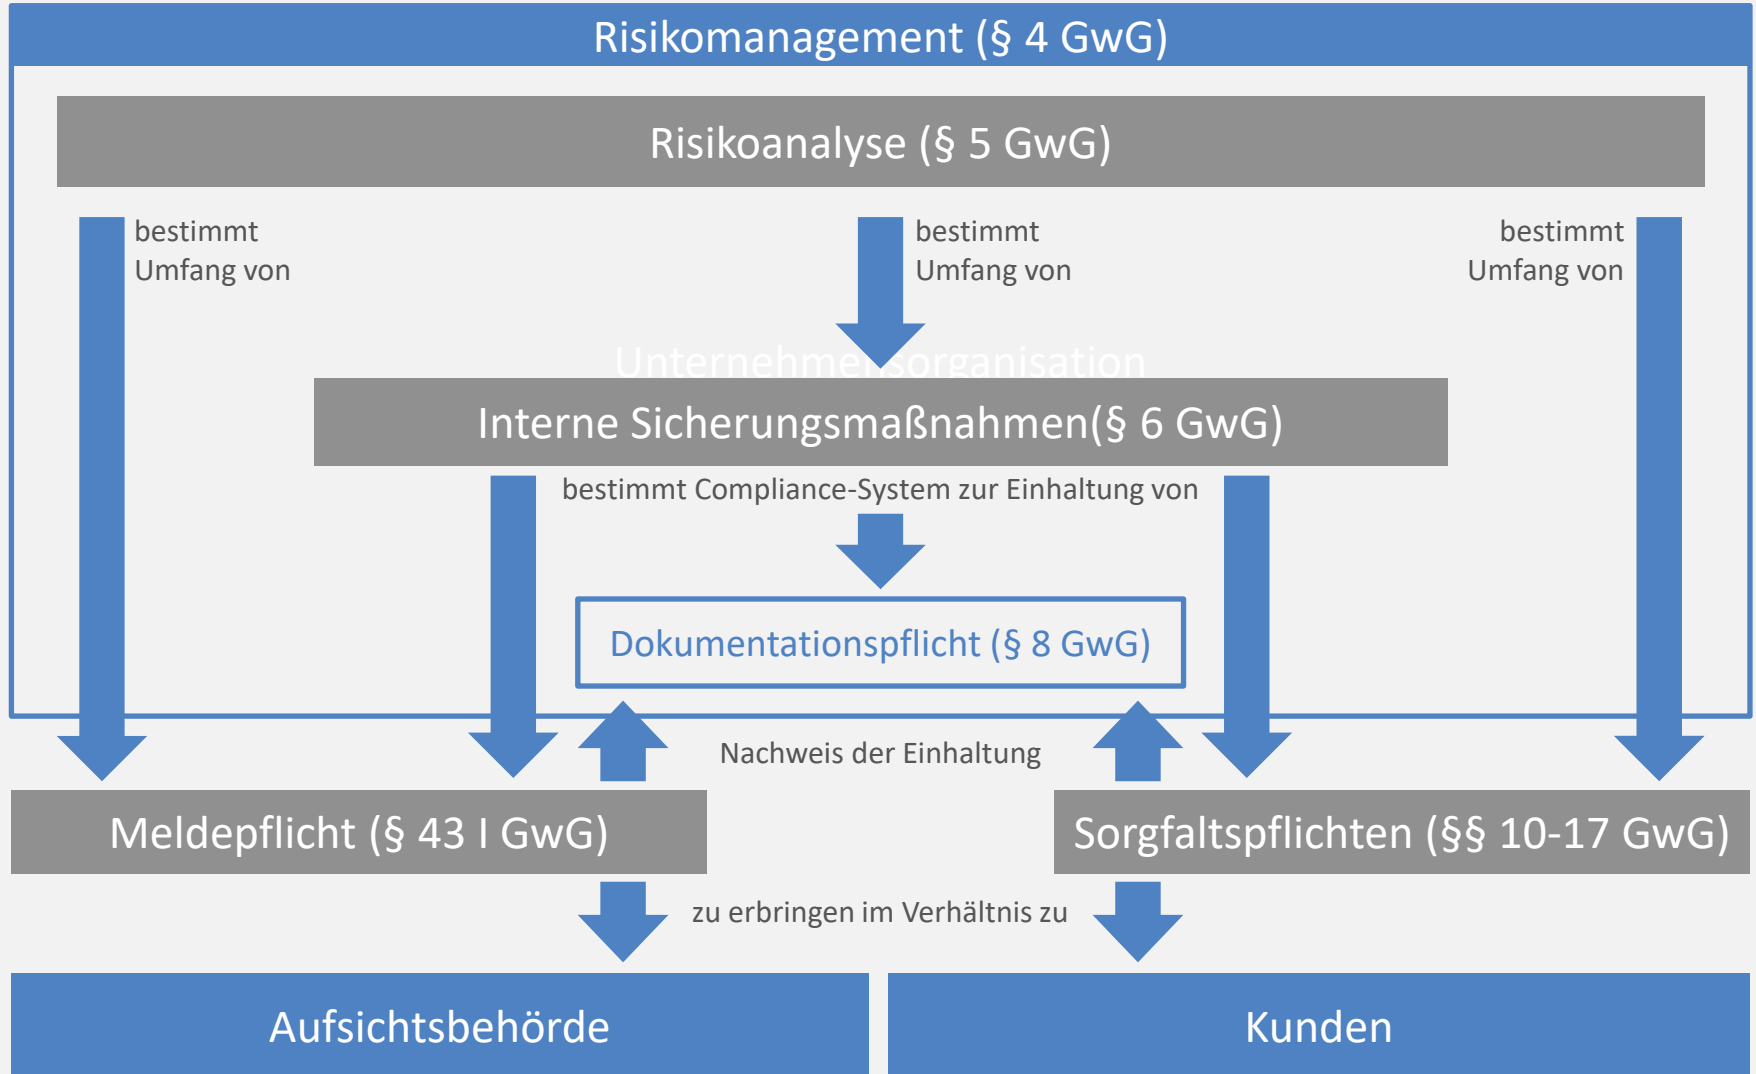 Risikomanagement (§ 4 GwG)
Risikoanalyse (§ 5 GwG)
bestimmt
Umfang von
bestimmt
Umfang von
bestimmt
Umfang von
Unternehmensorganisation
Interne Sicherungsmaßnahmen(§ 6 GwG)
bestimmt Compliance-System zur Einhaltung von
Dokumentationspflicht (§ 8 GwG)
Nachweis der Einhaltung
Meldepflicht (§ 43 I GwG)
Sorgfaltspflichten (§§ 10-17 GwG)
zu erbringen im Verhältnis zu
Aufsichtsbehörde
Kunden